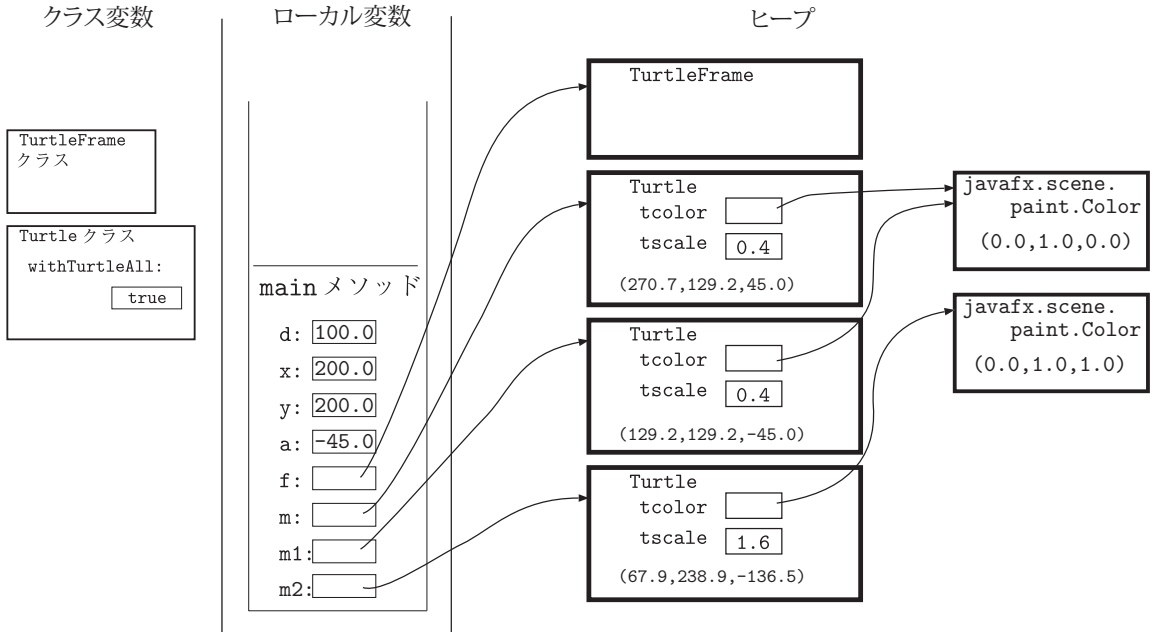 クラス変数
ローカル変数
ヒープ
TurtleFrame
クラス
Turtle クラス
withTurtleAll:
true
main メソッド
d: 100.0
x: 200.0
y: 200.0
a: -45.0
f:
m:
m1:
m2:
TurtleFrame
Turtle
tcolor
tscale 0.4
(270.7,129.2,45.0)
Turtle
tcolor
tscale 0.4
(129.2,129.2,-45.0)
Turtle
tcolor
tscale 1.6
(67.9,238.9,-136.5)
javafx.scene.
paint.Color
(0.0,1.0,0.0)
javafx.scene.
paint.Color
(0.0,1.0,1.0)